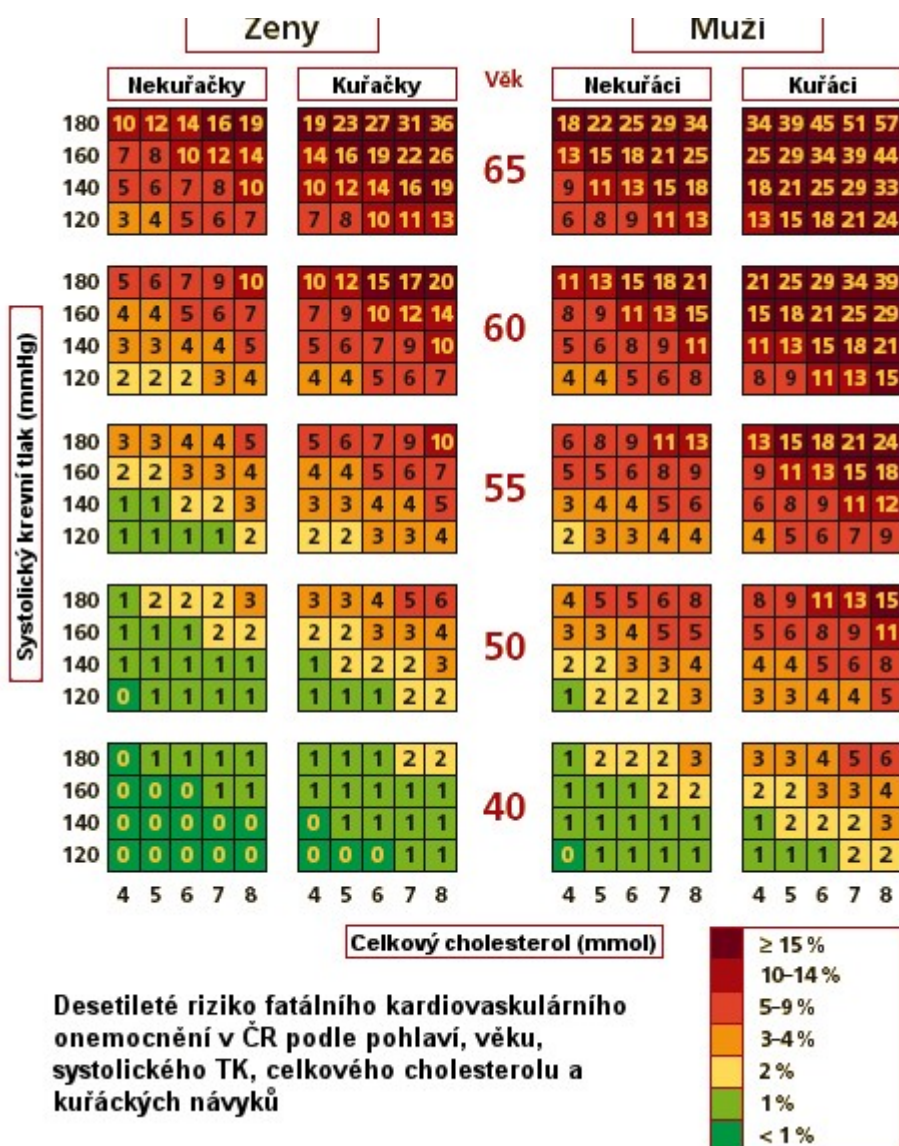 Ženy Muži
Nekuřačky Kuřačky Věk Nekuřáci Kuřáci
180 10 12 14 16 19 19 23 27 31 36 18 22 25 29 34 34 39 45 51 57
160 7 8 10 12 14 14 16 19 22 26 13 15 18 21 25 25 29 34 39 44
65
140 5 6 7 8 10 10 12 14 16 19 9 11 13 15 18 18 21 25 29 33
120 3 4 5 6 7 7 8 10 11 13 6 8 9 11 13 13 15 18 21 24
180 5 6 7 9 10 10 12 15 17 20 11 13 15 18 21 21 25 29 34 39
160 4 4 5 6 7 7 9 10 12 14 8 9 11 13 15 15 18 21 25 29
60
140 3 3 4 4 5 5 6 7 9 10 5 6 8 9 11 11 13 15 18 21
120 2 2 2 3 4 4 4 5 6 7 4 4 5 6 8 8 9 11 13 15
Systolický krevní tlak (mmHg)
180 3 3 4 4 5 5 6 7 9 10 6 8 9 11 13 13 15 18 21 24
160 2 2 3 3 4 4 4 5 6 7 5 5 6 8 9 9 11 13 15 18
55
140 1 1 2 2 3 3 3 4 4 5 3 4 4 5 6 6 8 9 11 12
120 1 1 1 1 2 2 2 3 3 4 2 3 3 4 4 4 5 6 7 9
180 1 2 2 2 3 3 3 4 5 6 4 5 5 6 8 8 9 11 13 15
160 1 1 1 2 2 2 2 3 3 4 3 3 4 5 5 5 6 8 9 11
50
140 1 1 1 1 1 1 2 2 2 3 2 2 3 3 4 4 4 5 6 8
120 0 1 1 1 1 1 1 1 2 2 1 2 2 2 3 3 3 4 4 5
180 0 1 1 1 1 1 1 1 2 2 1 2 2 2 3 3 3 4 5 6
160 0 0 0 1 1 1 1 1 1 1 1 1 1 2 2 2 2 3 3 4
40
140 0 0 0 0 0 0 1 1 1 1 1 1 1 1 1 1 2 2 2 3
120 0 0 0 0 0 0 0 0 1 1 0 1 1 1 1 1 1 1 2 2
4 5 6 7 8 4 5 6 7 8 4 5 6 7 8 4 5 6 7 8
Celkový cholesterol (mmol)
≥ 15 %
10–14 %
5–9 %
3–4 %
2 %
1 %
< 1 %
Desetileté riziko fatálního kardiovaskulárního
onemocnění v ČR podle pohlaví, věku,
systolického TK, celkového cholesterolu a
kuřáckých návyků